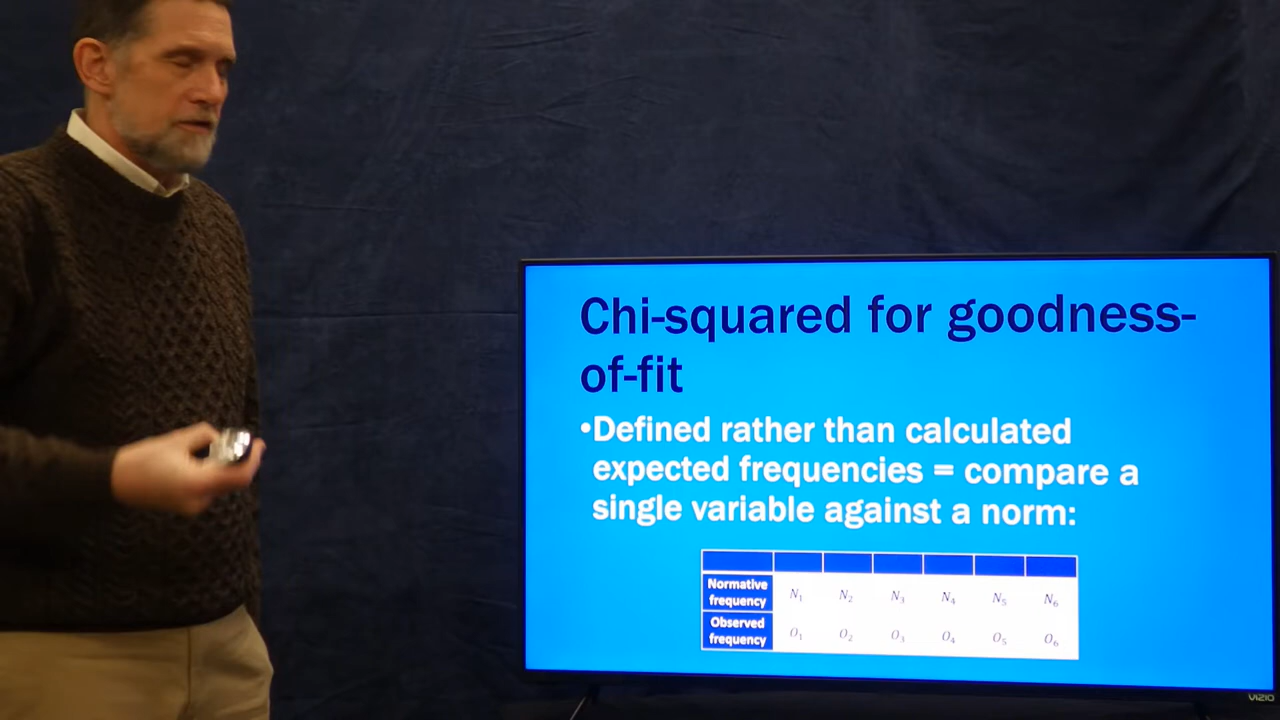 Chi-squared for goodness-
of-fit
•Defined rather than calculated
expected frequencies = compare a
single variable against a norm:
Normative
frequency
N₁ N₂ N₃ N₄ N₅ N₆
Observed
frequency
O₁ O₂ O₃ O₄ O₅ O₆
VIZIO